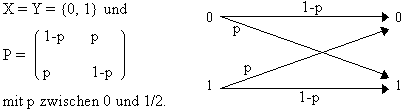 X = Y = {0, 1} und
P = ( 1-p p
p 1-p )
mit p zwischen 0 und 1/2.
0 1-p 0
p
p
1 1-p 1